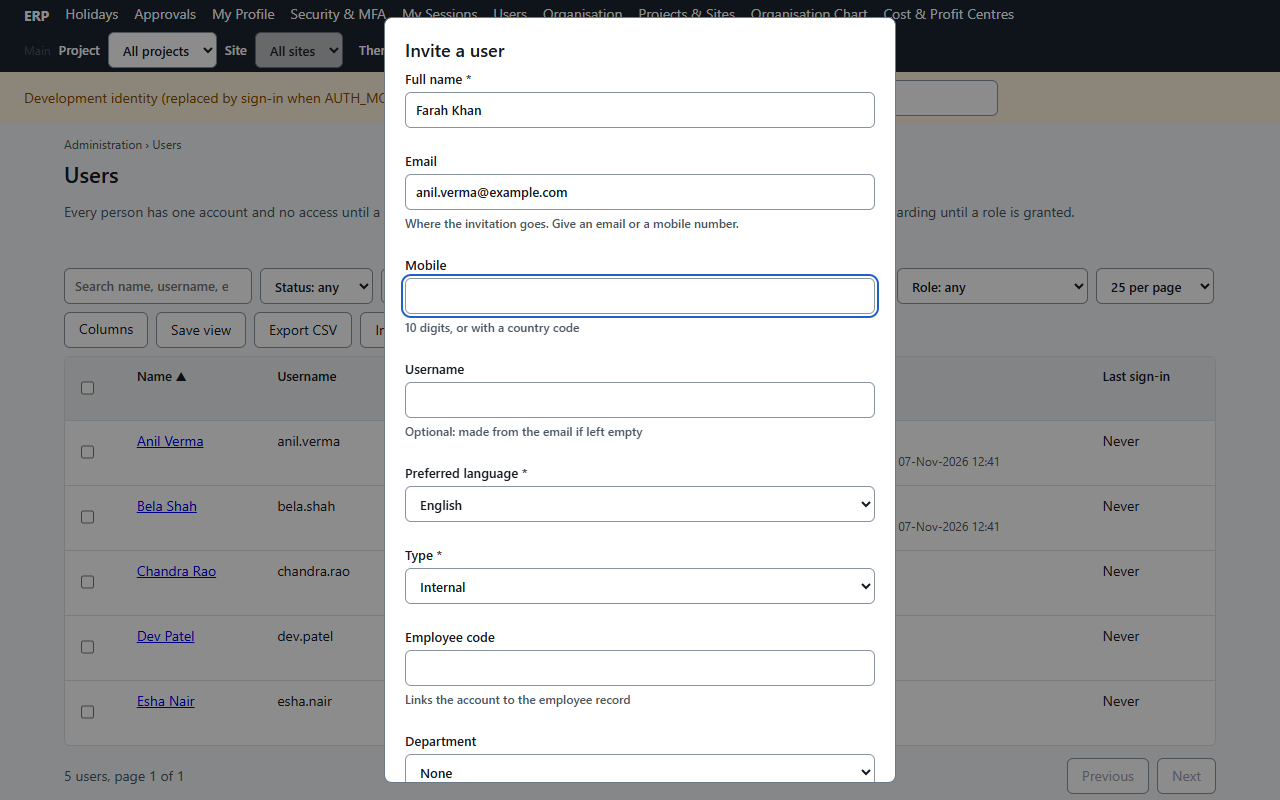 ERP Holidays Approvals My Profile Security & MFA My Sessions Users Organisation Projects & Sites Organisation Chart Cost & Profit Centres
Main Project All projects Site All sites
Development identity (replaced by sign-in when
Administration › Users
Users
Every person has one account and no access until a
arding until a role is granted.
Search name, username, e
Status: any
Role: any
25 per page
Columns
Save view
Export CSV
Name ▲ Username Last sign-in
Anil Verma anil.verma Never
07-Nov-2026 12:41
Bela Shah bela.shah Never
07-Nov-2026 12:41
Chandra Rao chandra.rao Never
Dev Patel dev.patel Never
Esha Nair esha.nair Never
5 users, page 1 of 1
Previous
Next
Invite a user
Full name *
Farah Khan
Email
anil.verma@example.com
Where the invitation goes. Give an email or a mobile number.
Mobile
10 digits, or with a country code
Username
Optional: made from the email if left empty
Preferred language *
English
Type *
Internal
Employee code
Links the account to the employee record
Department
None